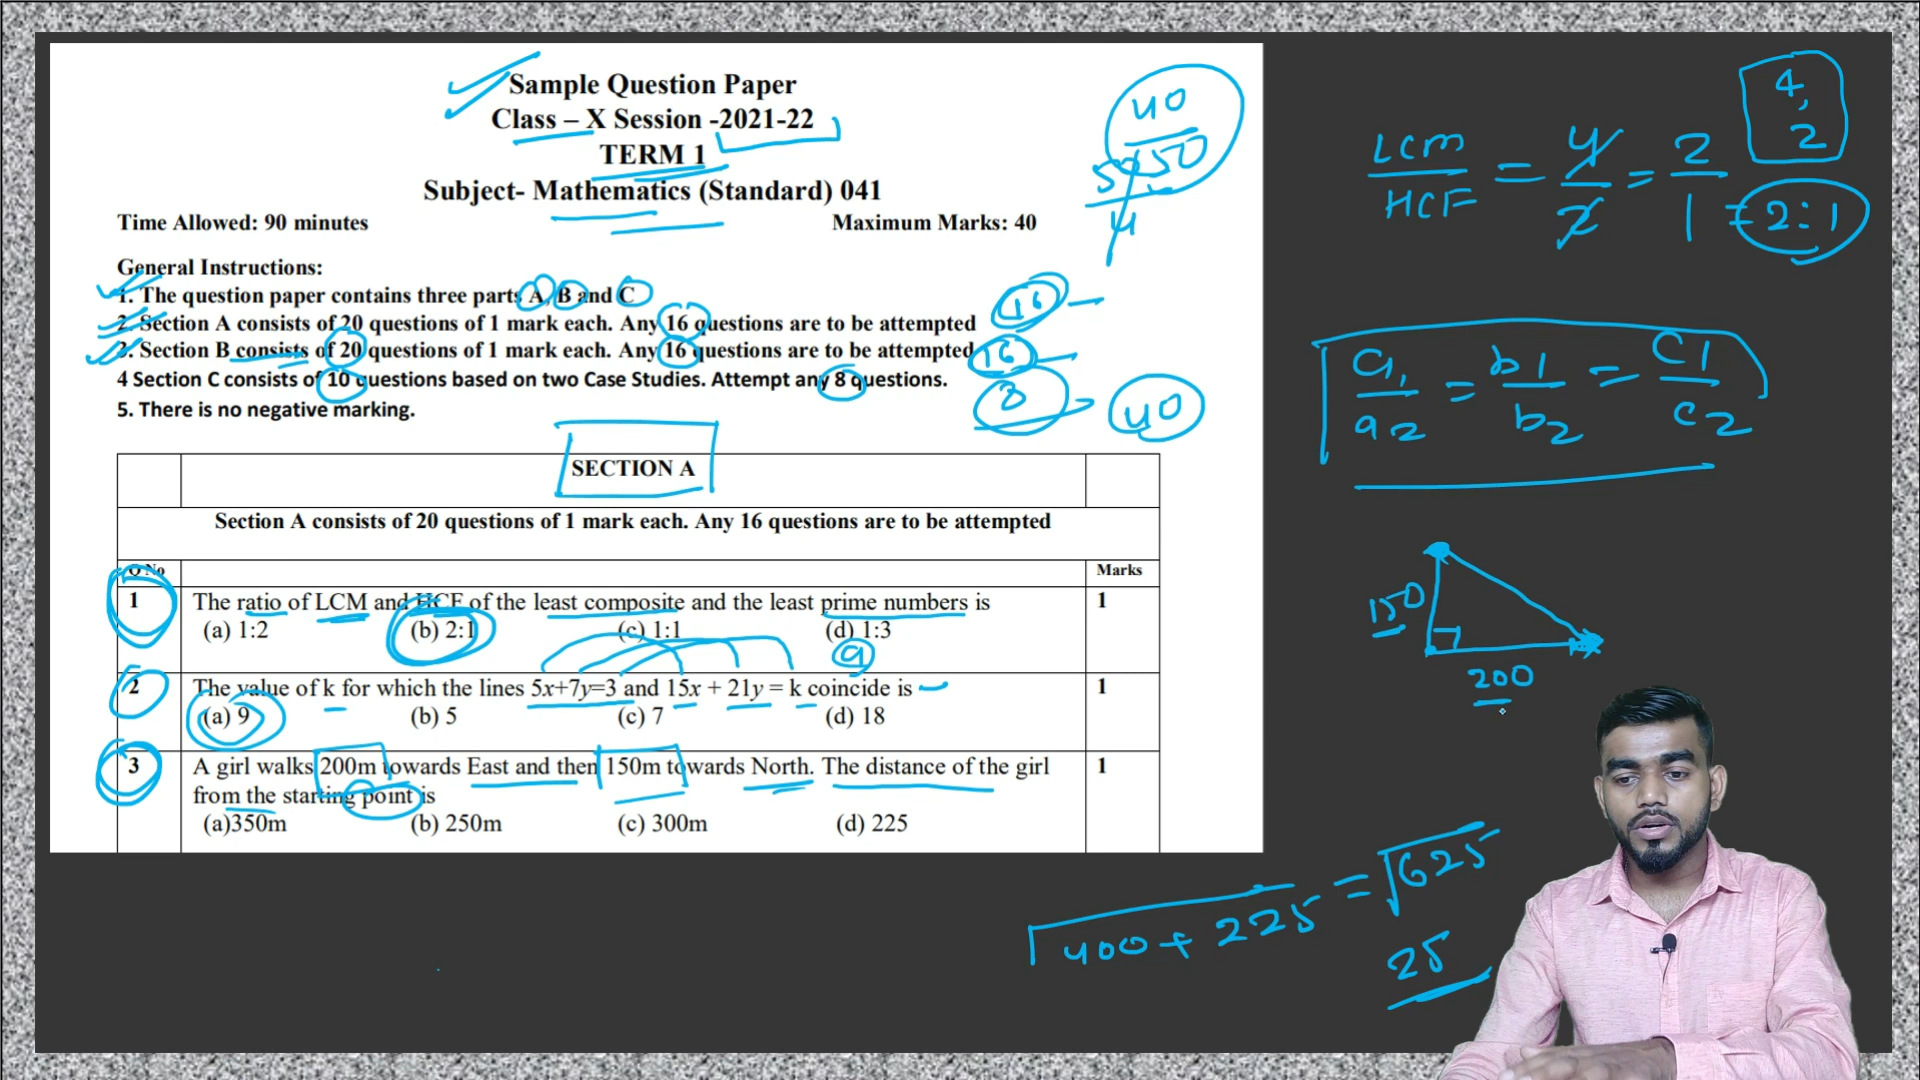 Sample Question Paper
Class – X Session -2021-22
TERM 1
Subject- Mathematics (Standard) 041
Time Allowed: 90 minutes Maximum Marks: 40
General Instructions:
1. The question paper contains three parts A, B and C
2. Section A consists of 20 questions of 1 mark each. Any 16 questions are to be attempted
3. Section B consists of 20 questions of 1 mark each. Any 16 questions are to be attempted
4 Section C consists of 10 questions based on two Case Studies. Attempt any 8 questions.
5. There is no negative marking.
40
50
16
16
8
40
SECTION A
Section A consists of 20 questions of 1 mark each. Any 16 questions are to be attempted
Q No Marks
1 The ratio of LCM and HCF of the least composite and the least prime numbers is 1
(a) 1:2 (b) 2:1 (c) 1:1 (d) 1:3
9
2 The value of k for which the lines 5x+7y=3 and 15x + 21y = k coincide is 1
(a) 9 (b) 5 (c) 7 (d) 18
3 A girl walks 200m towards East and then 150m towards North. The distance of the girl 1
from the starting point is
(a)350m (b) 250m (c) 300m (d) 225
4, 2
LCM/HCF = 4/2 = 2/1 = 2:1
a1/a2 = b1/b2 = c1/c2
150
200
√400 + 225 = √625
25